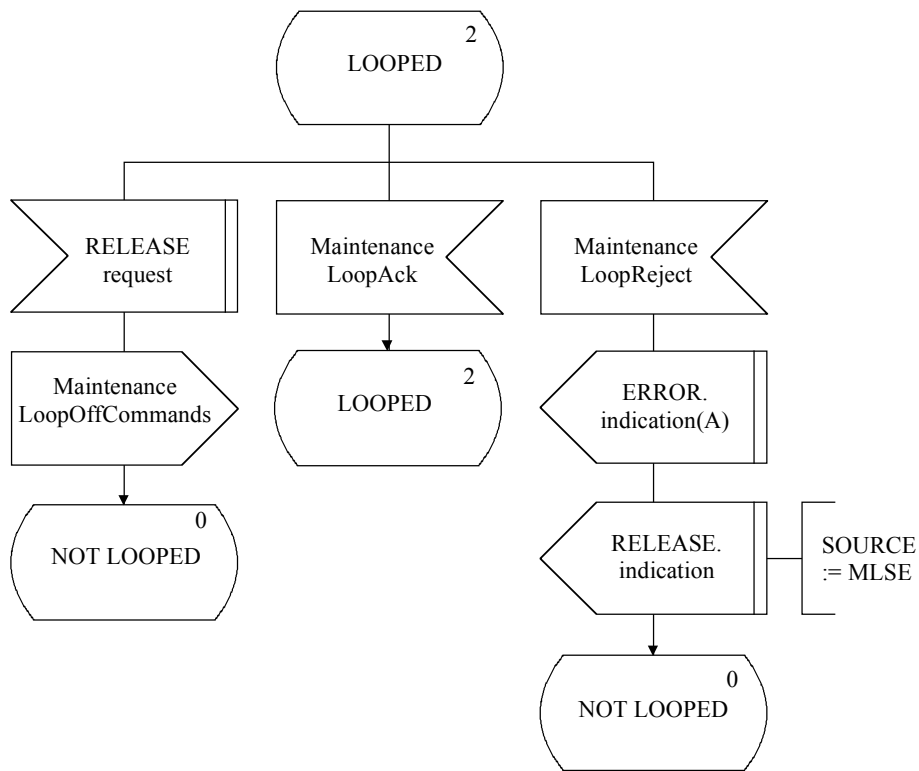 2
LOOPED
RELEASE
request
Maintenance
LoopAck
Maintenance
LoopReject
Maintenance
LoopOffCommands
2
LOOPED
ERROR.
indication(A)
0
NOT LOOPED
RELEASE.
indication
SOURCE
:= MLSE
0
NOT LOOPED